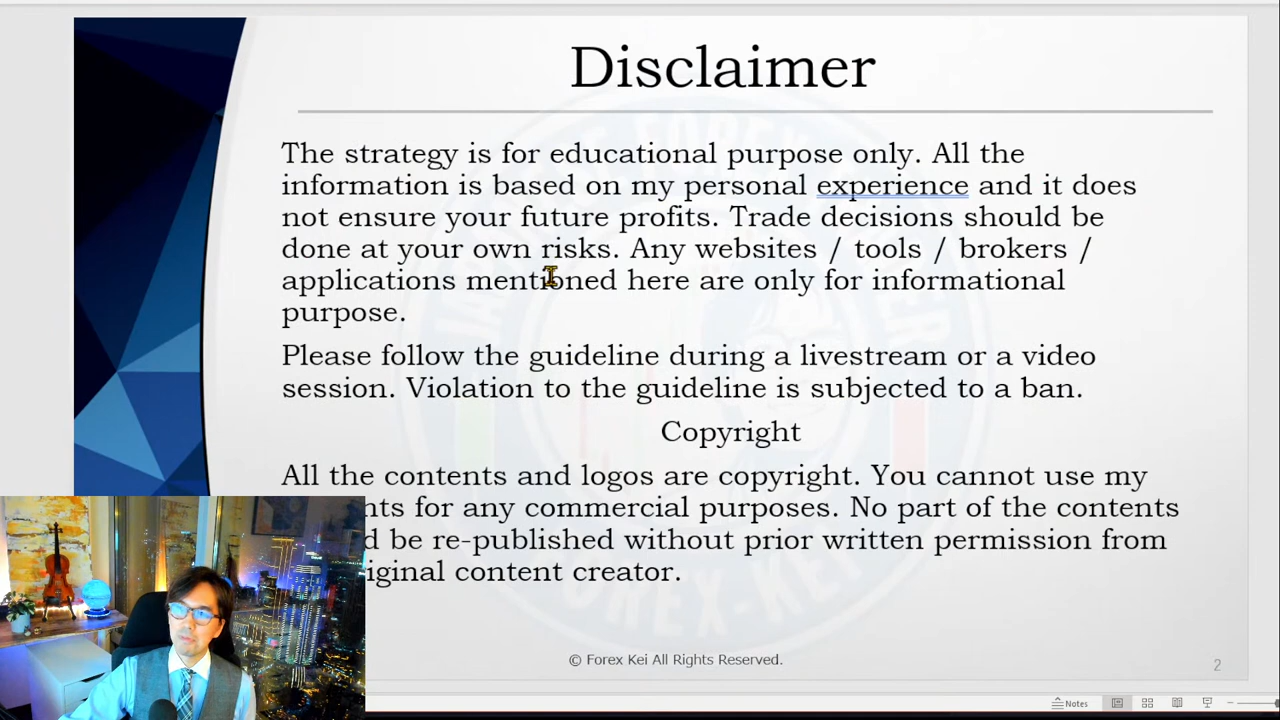 Disclaimer
The strategy is for educational purpose only. All the
information is based on my personal experience and it does
not ensure your future profits. Trade decisions should be
done at your own risks. Any websites / tools / brokers /
applications mentioned here are only for informational
purpose.
Please follow the guideline during a livestream or a video
session. Violation to the guideline is subjected to a ban.
Copyright
All the contents and logos are copyright. You cannot use my
nts for any commercial purposes. No part of the contents
d be re-published without prior written permission from
iginal content creator.
© Forex Kei All Rights Reserved.
2
Notes